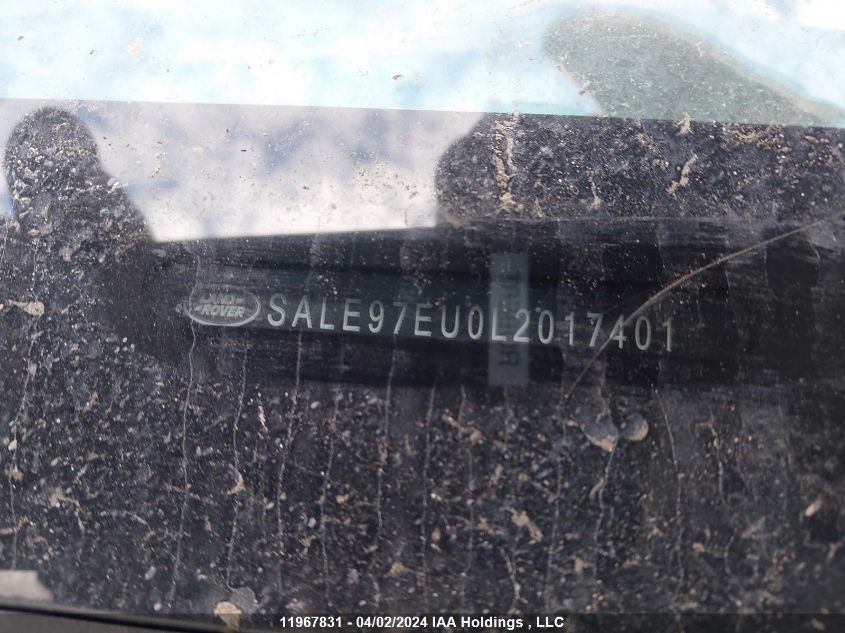 LAND
ROVER
SALE97EU0L2017401
11967831 - 04/02/2024 IAA Holdings , LLC